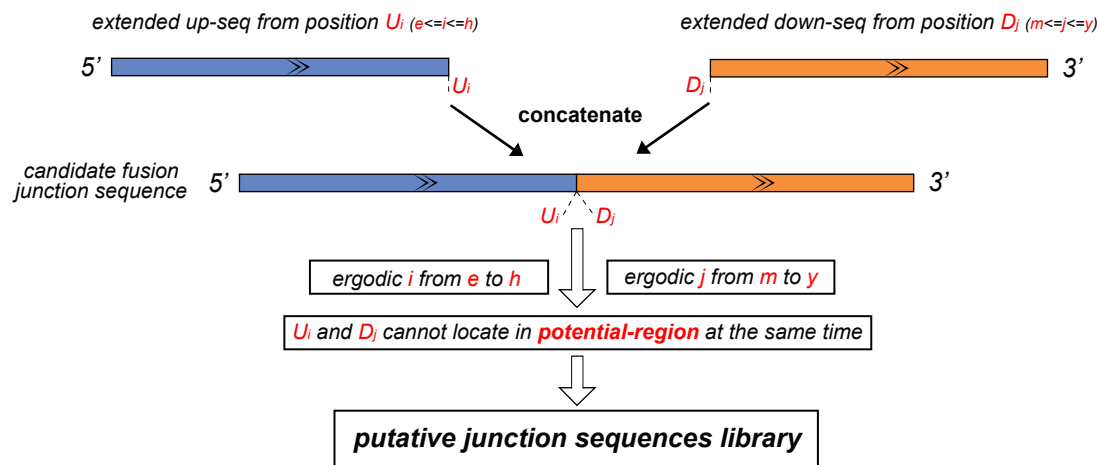 extended up-seq from position Ui (e<=i<=h)
extended down-seq from position Dj (m<=j<=y)
5’
3’
Ui
Dj
concatenate
candidate fusion
junction sequence
5’
3’
Ui
Dj
ergodic i from e to h
ergodic j from m to y
Ui and Dj cannot locate in potential-region at the same time
putative junction sequences library